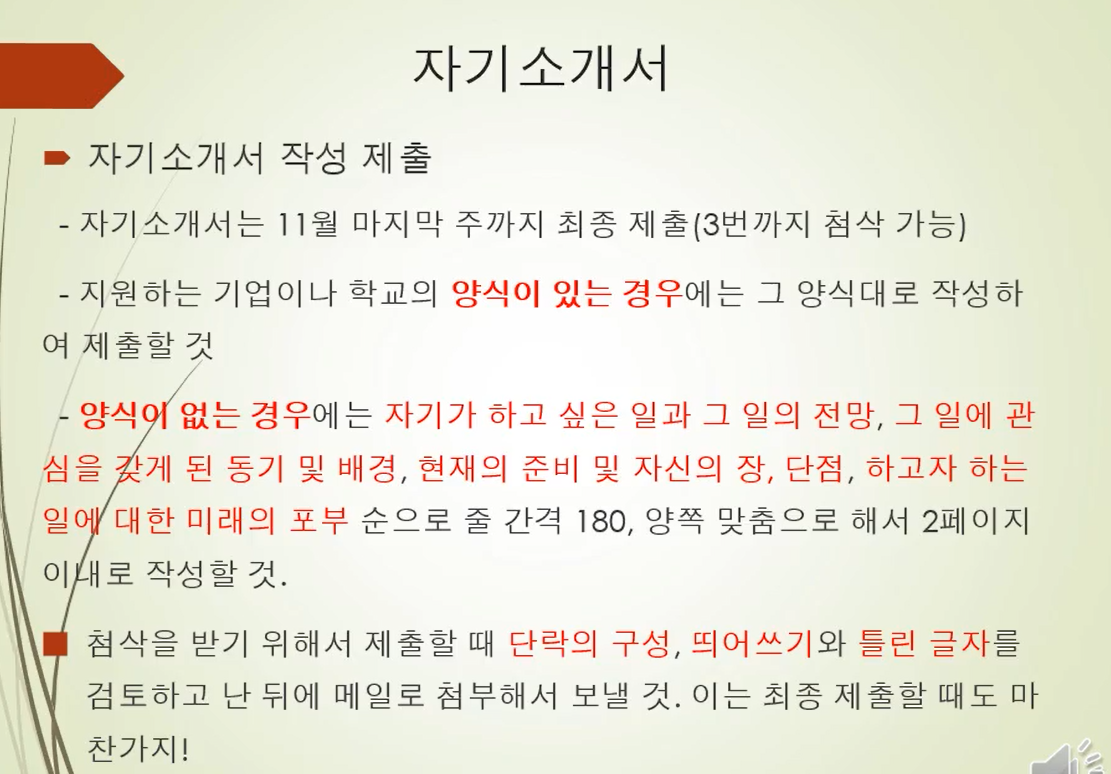 자기소개서
자기소개서 작성 제출
- 자기소개서는 11월 마지막 주까지 최종 제출(3번까지 첨삭 가능)
- 지원하는 기업이나 학교의 양식이 있는 경우에는 그 양식대로 작성하
여 제출할 것
- 양식이 없는 경우에는 자기가 하고 싶은 일과 그 일의 전망, 그 일에 관
심을 갖게 된 동기 및 배경, 현재의 준비 및 자신의 장, 단점, 하고자 하는
일에 대한 미래의 포부 순으로 줄 간격 180, 양쪽 맞춤으로 해서 2페이지
이내로 작성할 것.
첨삭을 받기 위해서 제출할 때 단락의 구성, 띄어쓰기와 틀린 글자를
검토하고 난 뒤에 메일로 첨부해서 보낼 것. 이는 최종 제출할 때도 마
찬가지!